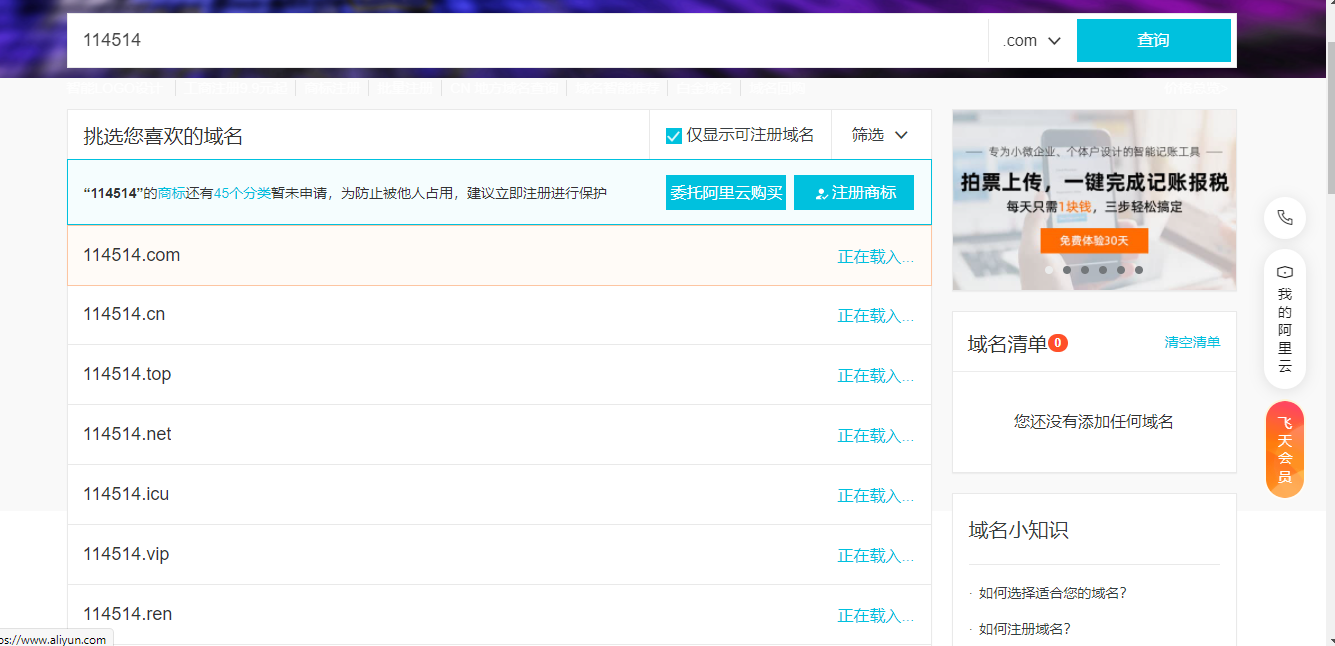 114514
.com
查询
挑选您喜欢的域名
仅显示可注册域名
筛选
“114514”的商标还有45个分类暂未申请，为防止被他人占用，建议立即注册进行保护
委托阿里云购买
注册商标
114514.com
正在载入...
114514.cn
正在载入...
114514.top
正在载入...
114514.net
正在载入...
114514.icu
正在载入...
114514.vip
正在载入...
114514.ren
正在载入...
专为小微企业、个体户设计的智能记账工具
拍票上传，一键完成记账报税
每天只需1块钱，三步轻松搞定
免费体验30天
域名清单0
清空清单
您还没有添加任何域名
域名小知识
· 如何选择适合您的域名?
· 如何注册域名?
我的阿里云
飞天会员
ps://www.aliyun.com